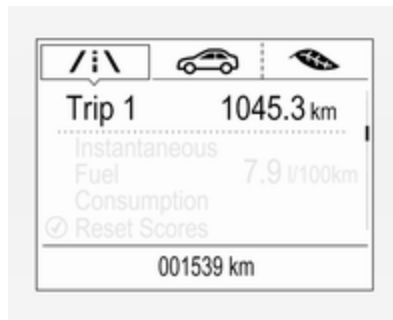 Trip 1 1045.3 km
Instantaneous
Fuel 7.9 l/100km
Consumption
Reset Scores
001539 km